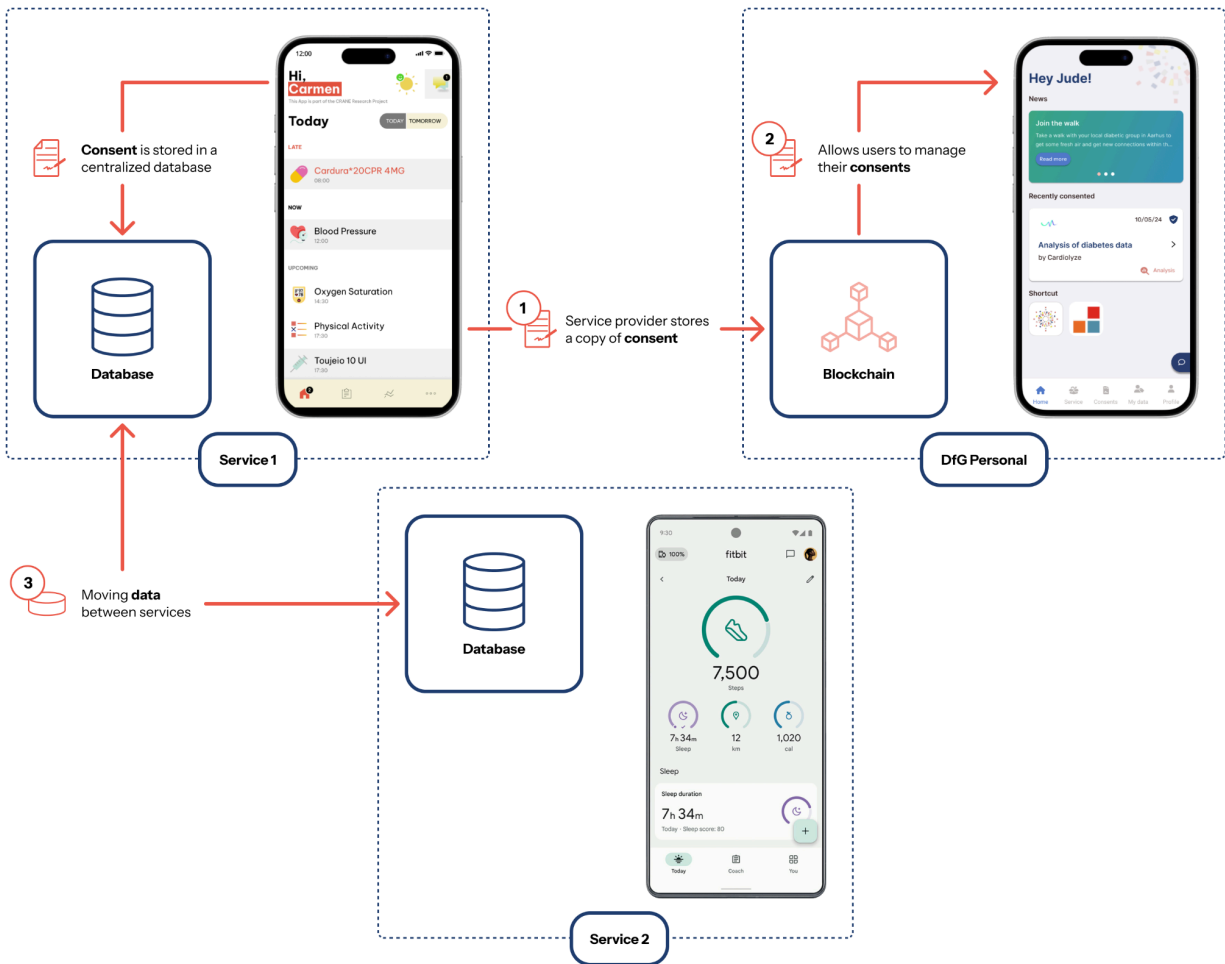 12:00
Hi,
Carmen
This App is part of the CRANE Research Project
Today
TODAY TOMORROW
LATE
Cardura*20CPR 4MG
08:00
NOW
Blood Pressure
12:00
UPCOMING
Oxygen Saturation
14:30
Physical Activity
17:30
Toujeio 10 UI
17:30
Consent is stored in a
centralized database
Database
Service 1
1
Service provider stores
a copy of consent
2
Allows users to manage
their consents
Blockchain
Hey Jude!
News
Join the walk
Take a walk with your local diabetic group in Aarhus to
get some fresh air and get new connections within th...
Read more
Recently consented
10/05/24
Analysis of diabetes data
by Cardiolyze
Analysis
Shortcut
Home Service Consents My data Profile
DfG Personal
3
Moving data
between services
Database
9:30
100%
fitbit
Today
7,500
Steps
7h 34m 12 1,020
Sleep km cal
Sleep
Sleep duration
7h 34m
Today · Sleep score: 80
Today Coach You
Service 2